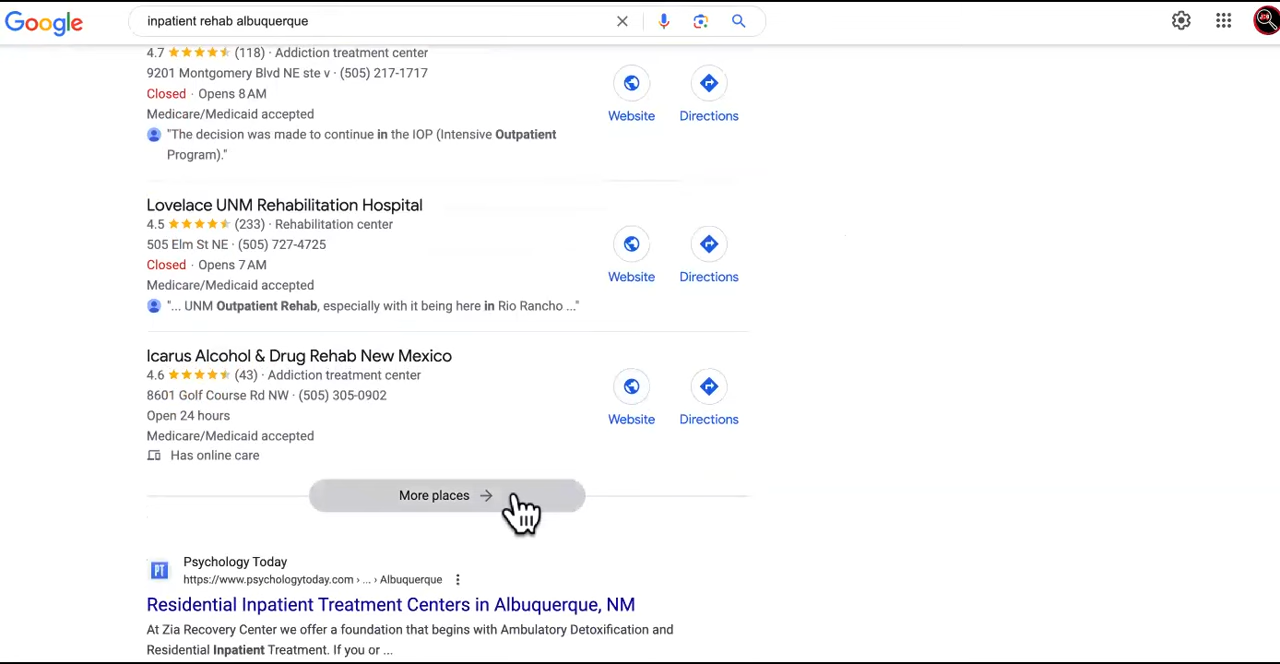 Google
inpatient rehab albuquerque
4.7 (118) · Addiction treatment center
9201 Montgomery Blvd NE ste v · (505) 217-1717
Closed · Opens 8 AM
Medicare/Medicaid accepted
"The decision was made to continue in the IOP (Intensive Outpatient
Program)."
Website
Directions
Lovelace UNM Rehabilitation Hospital
4.5 (233) · Rehabilitation center
505 Elm St NE · (505) 727-4725
Closed · Opens 7 AM
Medicare/Medicaid accepted
"... UNM Outpatient Rehab, especially with it being here in Rio Rancho ..."
Website
Directions
Icarus Alcohol & Drug Rehab New Mexico
4.6 (43) · Addiction treatment center
8601 Golf Course Rd NW · (505) 305-0902
Open 24 hours
Medicare/Medicaid accepted
Has online care
Website
Directions
More places
PT
Psychology Today
https://www.psychologytoday.com › ... › Albuquerque
Residential Inpatient Treatment Centers in Albuquerque, NM
At Zia Recovery Center we offer a foundation that begins with Ambulatory Detoxification and
Residential Inpatient Treatment. If you or ...